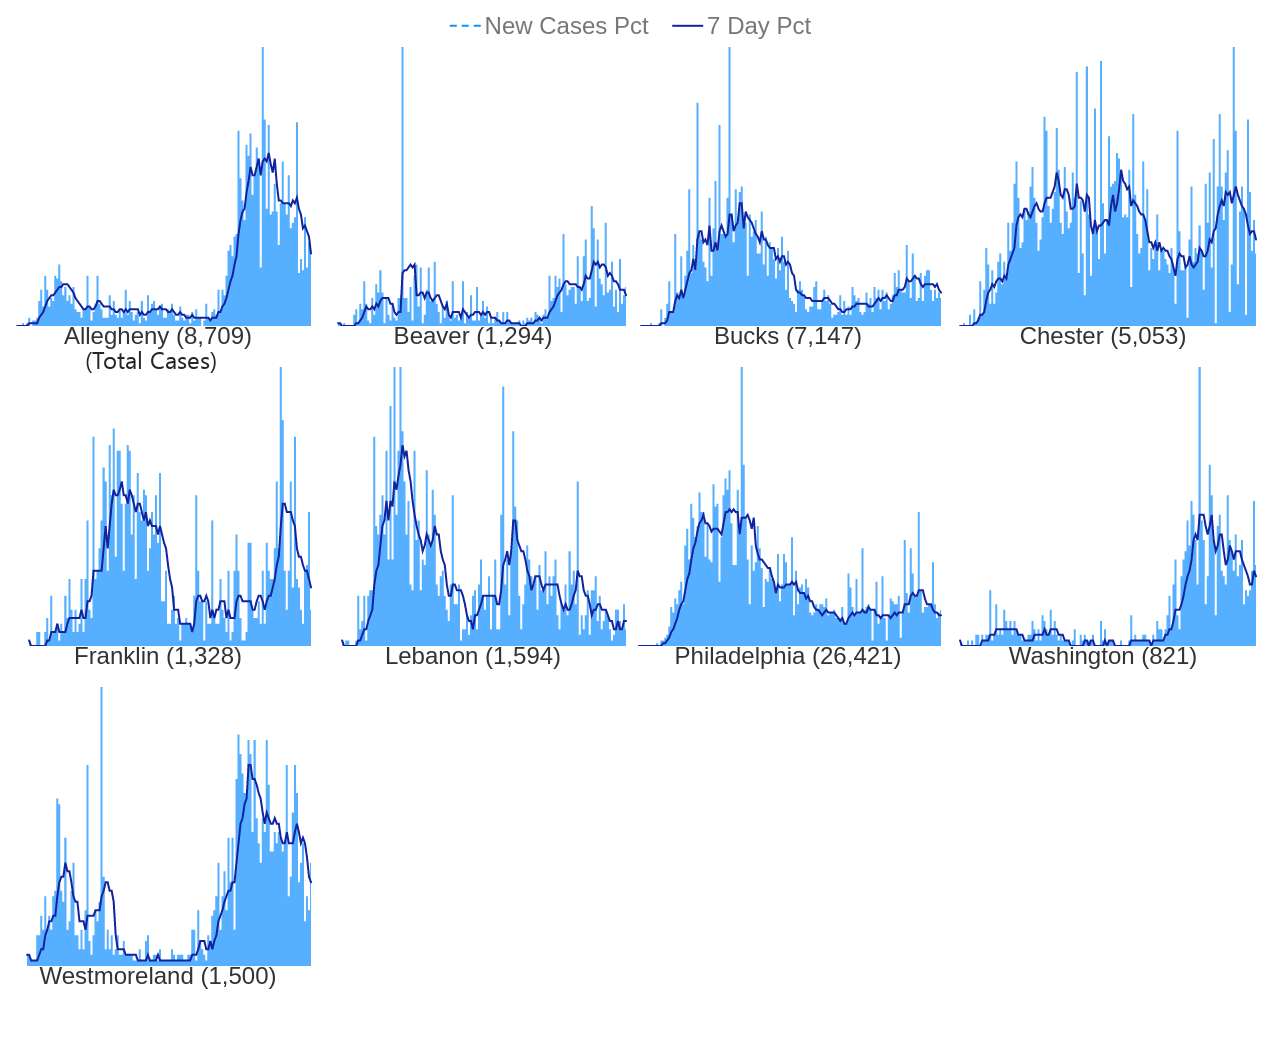 New Cases Pct 7 Day Pct
Allegheny (8,709) Beaver (1,294) Bucks (7,147) Chester (5,053)
(Total Cases)
Franklin (1,328) Lebanon (1,594) Philadelphia (26,421) Washington (821)
Westmoreland (1,500)